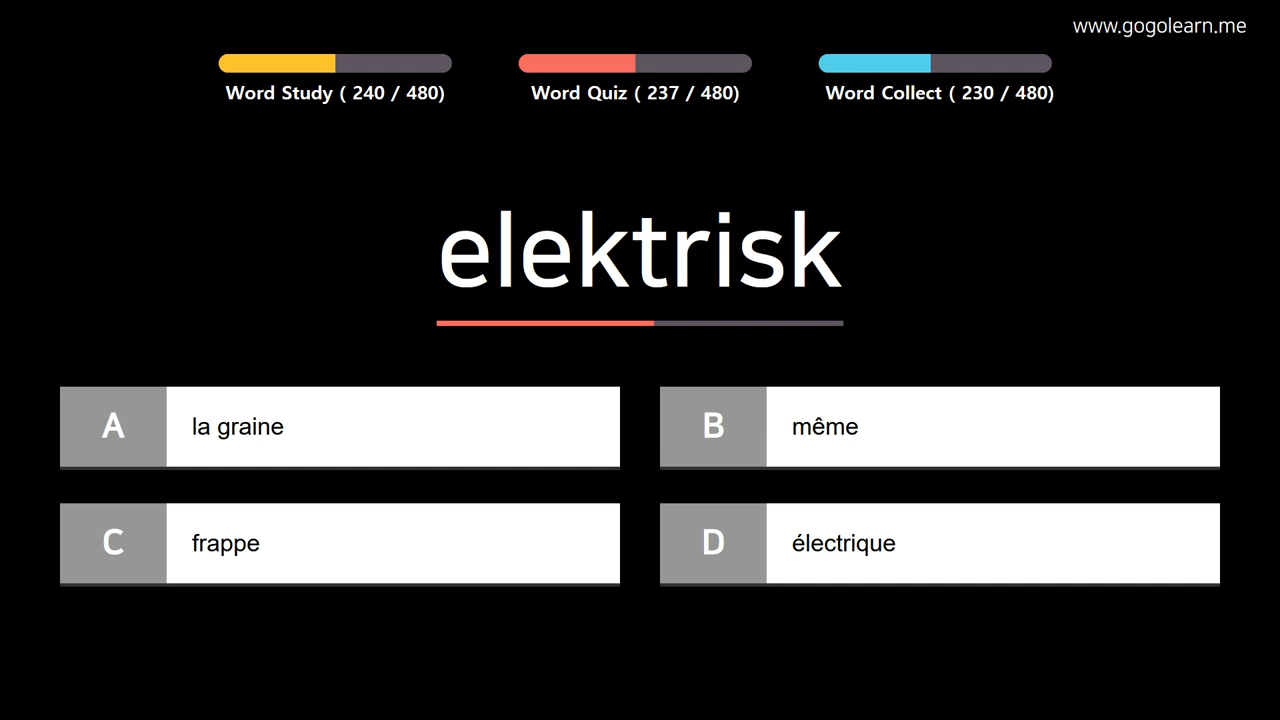 www.gogolearn.me
Word Study ( 240 / 480)
Word Quiz ( 237 / 480)
Word Collect ( 230 / 480)
elektrisk
A la graine
B même
C frappe
D électrique